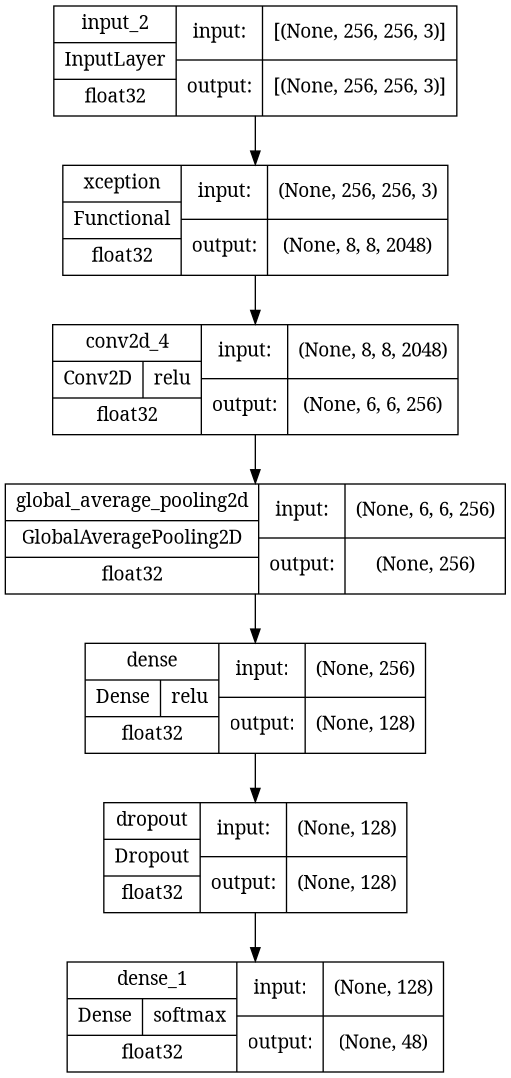 input_2
InputLayer
float32
input:
[(None, 256, 256, 3)]
output:
[(None, 256, 256, 3)]
xception
Functional
float32
input:
(None, 256, 256, 3)
output:
(None, 8, 8, 2048)
conv2d_4
Conv2D relu
float32
input:
(None, 8, 8, 2048)
output:
(None, 6, 6, 256)
global_average_pooling2d
GlobalAveragePooling2D
float32
input:
(None, 6, 6, 256)
output:
(None, 256)
dense
Dense relu
float32
input:
(None, 256)
output:
(None, 128)
dropout
Dropout
float32
input:
(None, 128)
output:
(None, 128)
dense_1
Dense softmax
float32
input:
(None, 128)
output:
(None, 48)